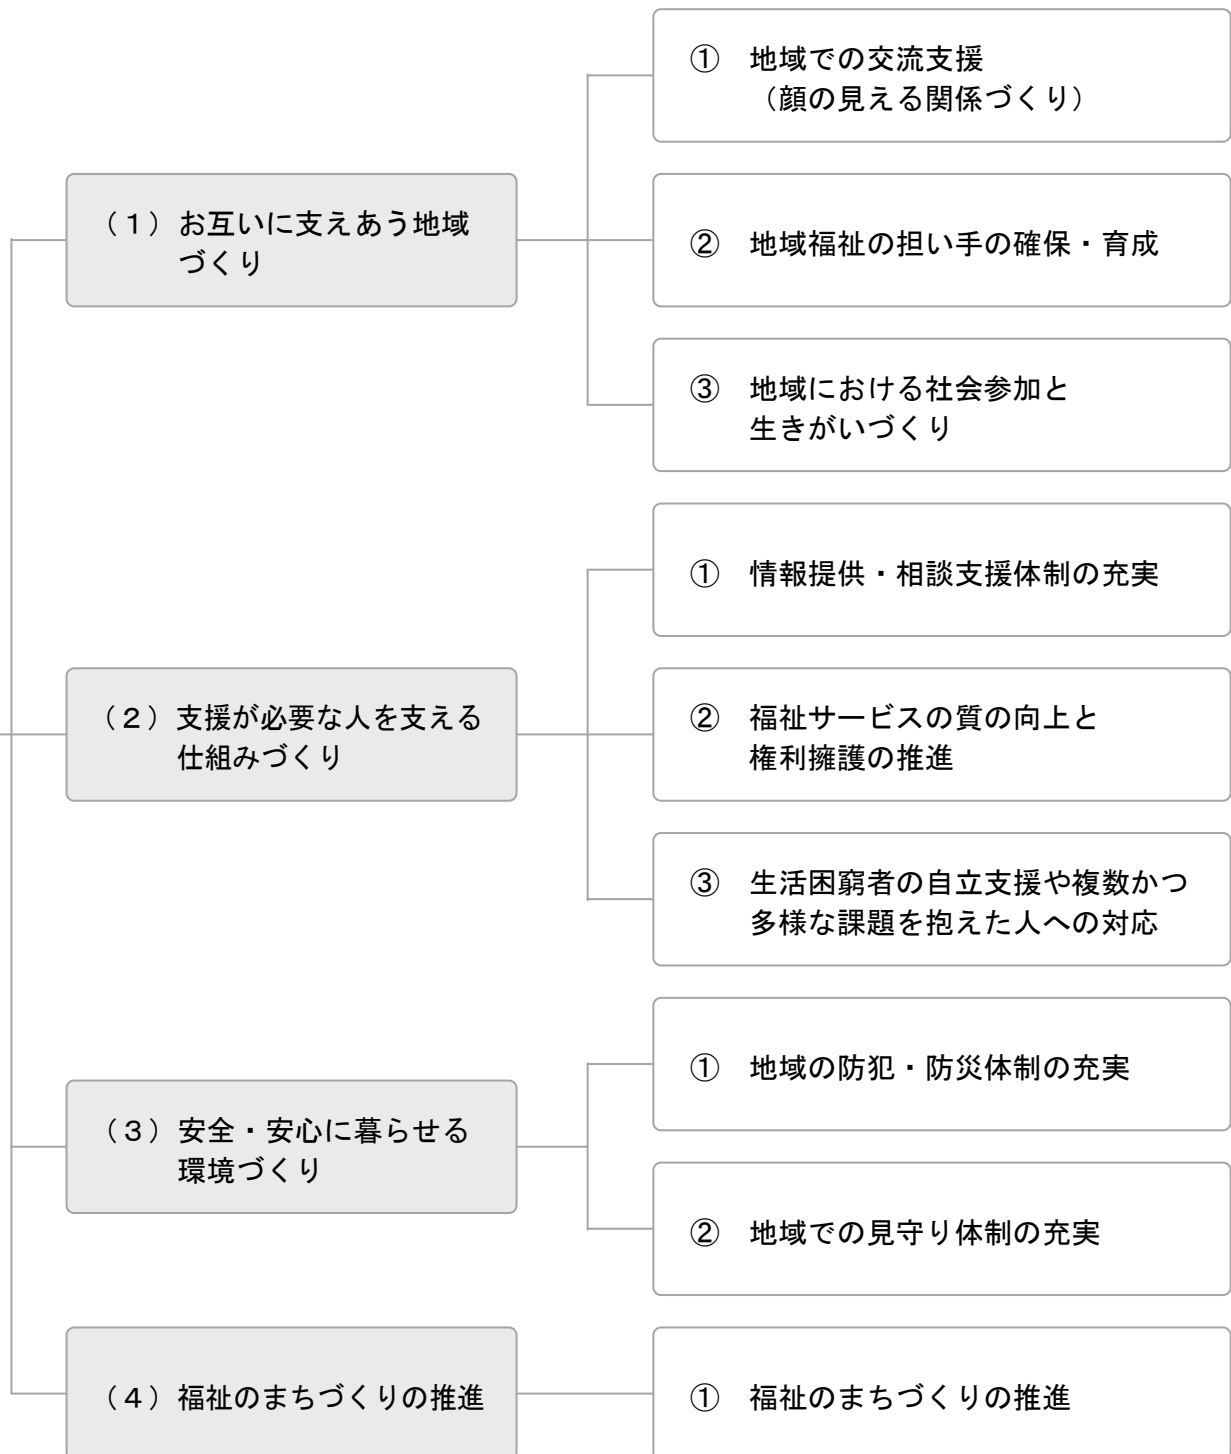 （１）お互いに支えあう地域
づくり
① 地域での交流支援
（顔の見える関係づくり）
② 地域福祉の担い手の確保・育成
③ 地域における社会参加と
生きがいづくり
（２）支援が必要な人を支える
仕組みづくり
① 情報提供・相談支援体制の充実
② 福祉サービスの質の向上と
権利擁護の推進
③ 生活困窮者の自立支援や複数かつ
多様な課題を抱えた人への対応
（３）安全・安心に暮らせる
環境づくり
① 地域の防犯・防災体制の充実
② 地域での見守り体制の充実
（４）福祉のまちづくりの推進
① 福祉のまちづくりの推進